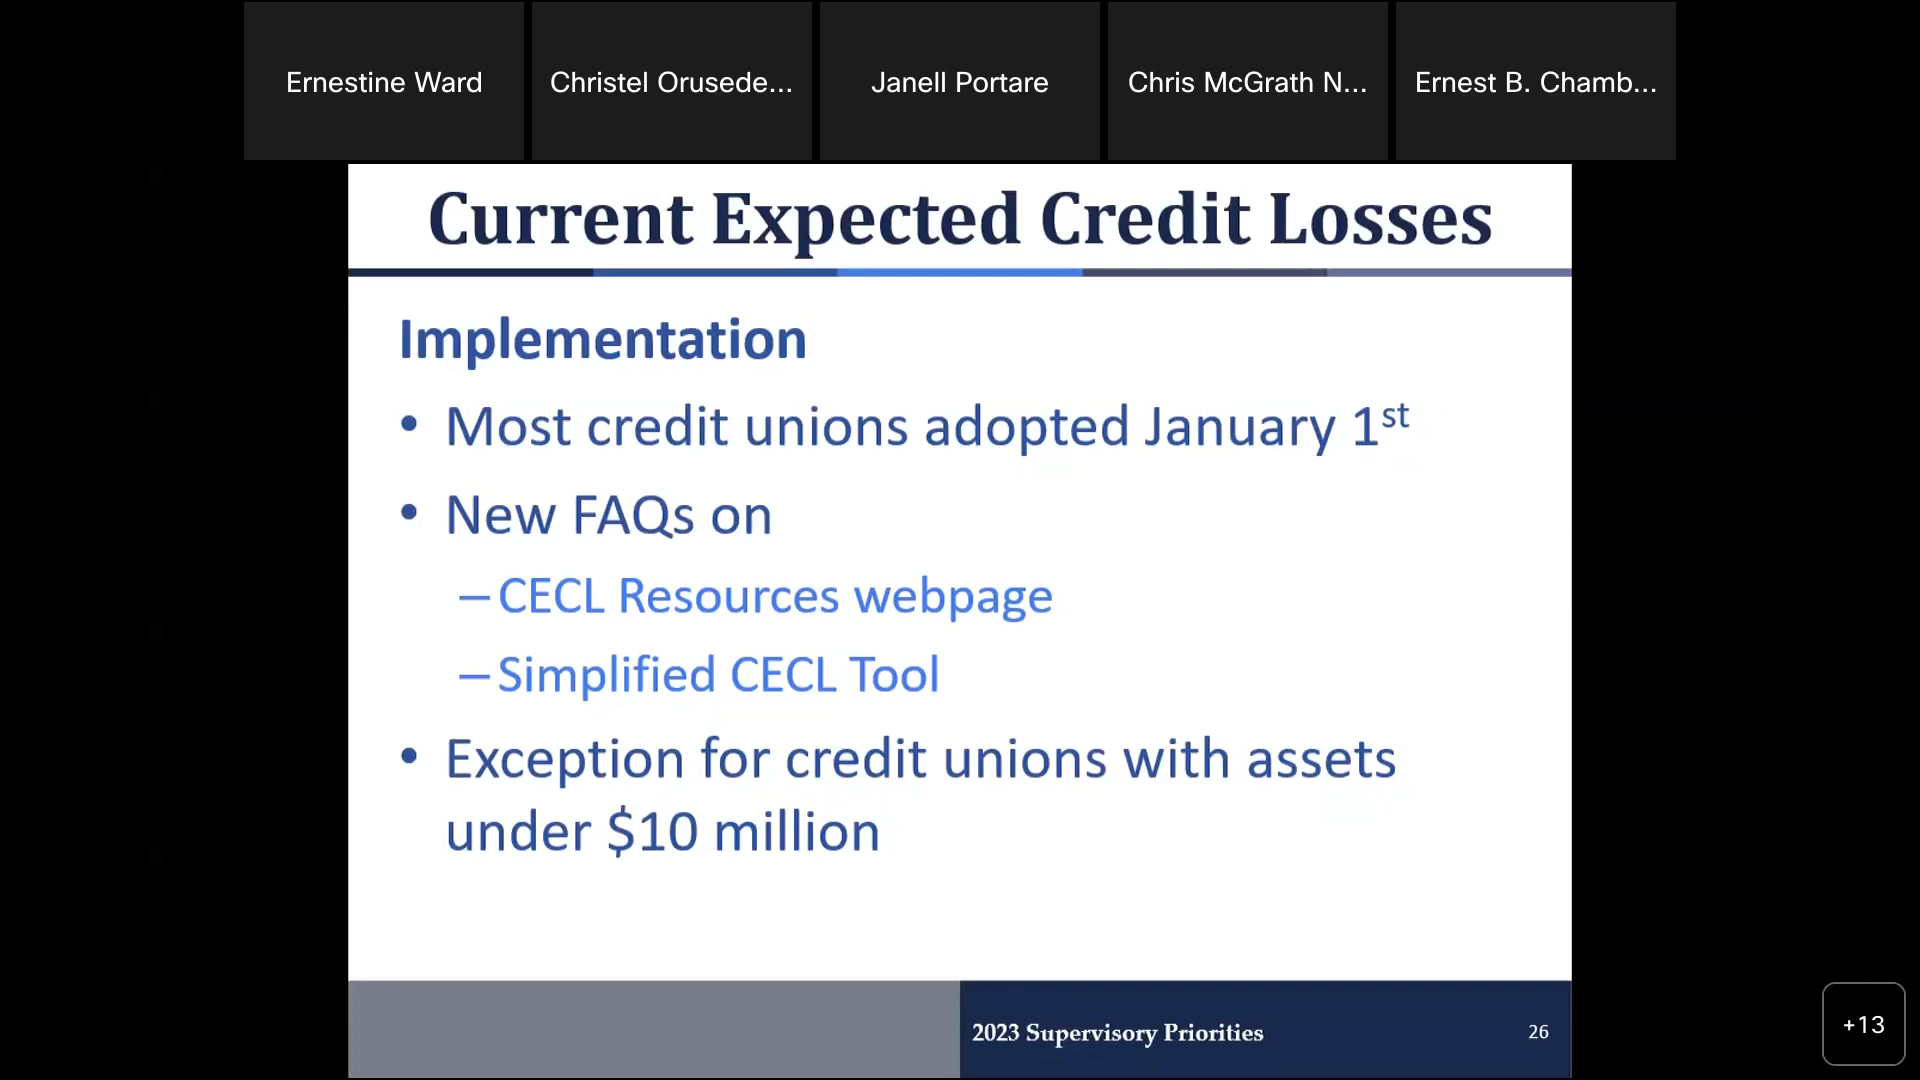 Ernestine Ward
Christel Orusede...
Janell Portare
Chris McGrath N...
Ernest B. Chamb...
Current Expected Credit Losses
Implementation
• Most credit unions adopted January 1st
• New FAQs on
– CECL Resources webpage
– Simplified CECL Tool
• Exception for credit unions with assets
under $10 million
2023 Supervisory Priorities
26
+13